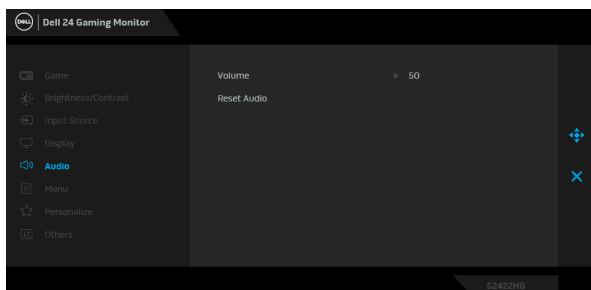 DELL Dell 24 Gaming Monitor
Game
Volume 50
Brightness/Contrast
Reset Audio
Input Source
Display
Audio
Menu
Personalize
Others
S2422HG